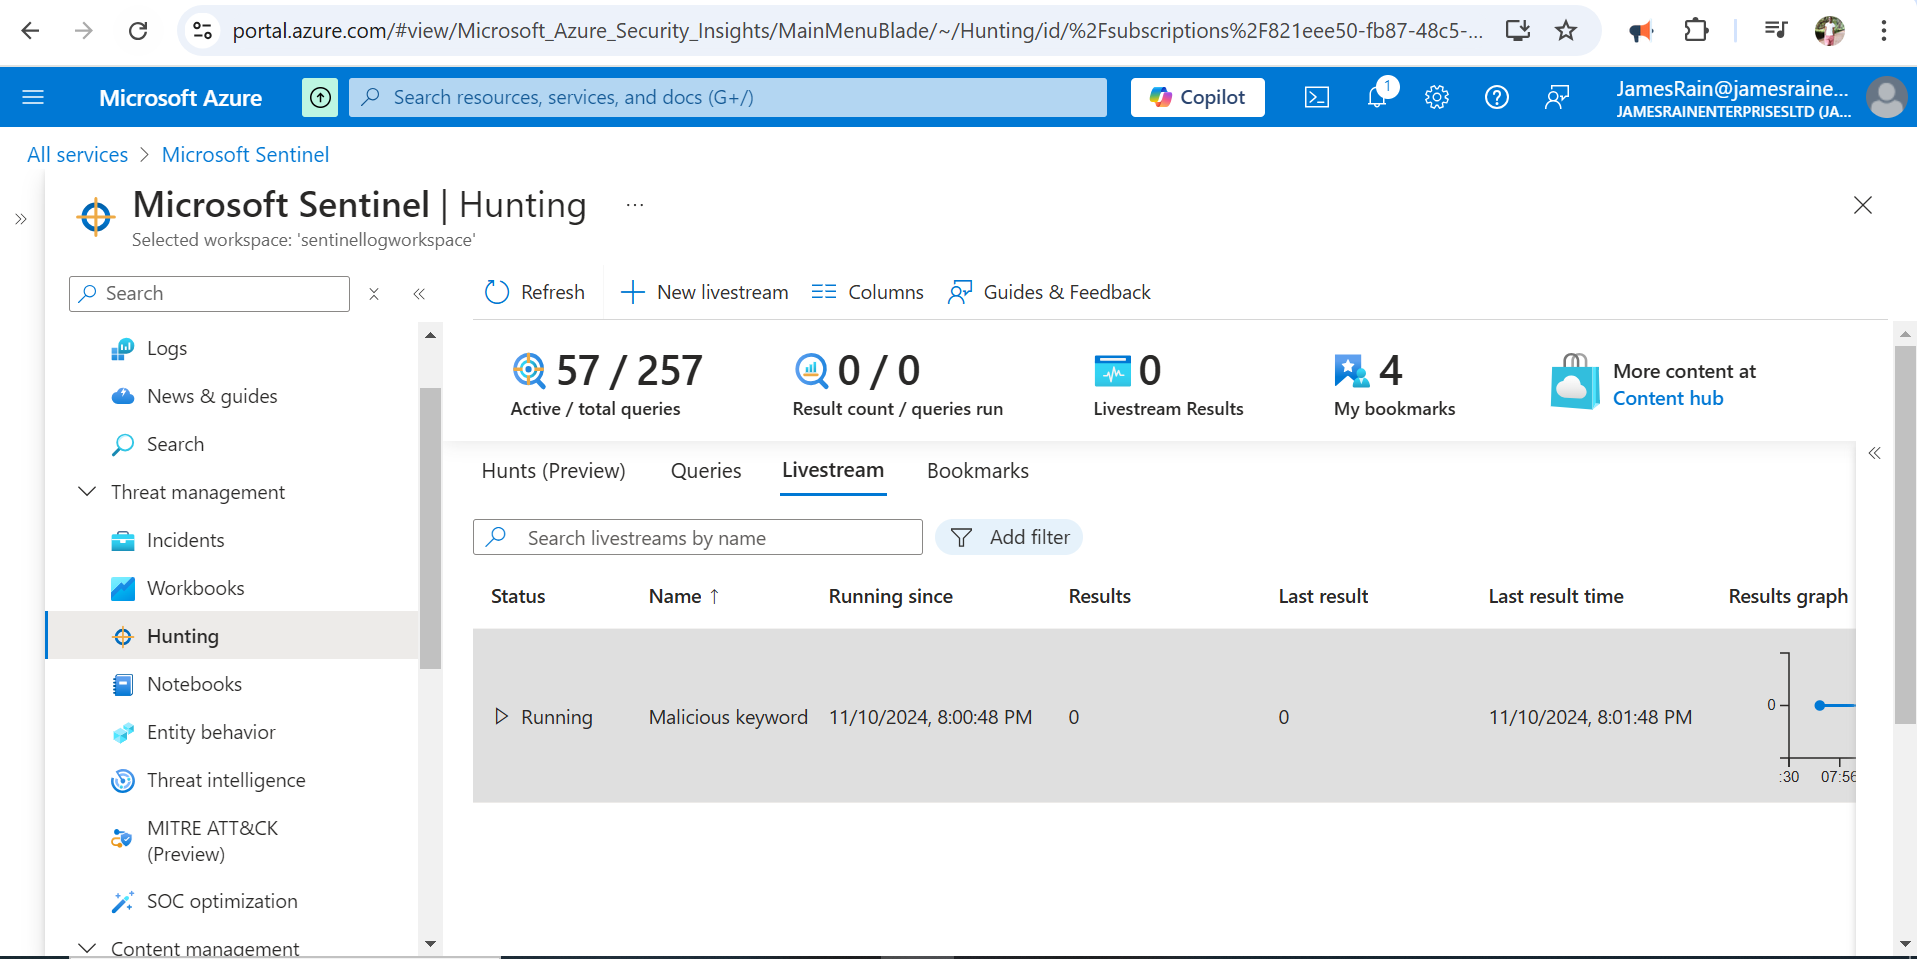 portal.azure.com/#view/Microsoft_Azure_Security_Insights/MainMenuBlade/~/Hunting/id/%2Fsubscriptions%2F821eee50-fb87-48c5-...
Microsoft Azure
Search resources, services, and docs (G+/)
Copilot
1
JamesRain@jamesraine...
JAMESRAINENTERPRISESLTD (JA...
All services > Microsoft Sentinel
Microsoft Sentinel | Hunting ...
Selected workspace: 'sentinellogworkspace'
Search
Logs
News & guides
Search
Threat management
Incidents
Workbooks
Hunting
Notebooks
Entity behavior
Threat intelligence
MITRE ATT&CK
(Preview)
SOC optimization
Content management
Refresh
New livestream
Columns
Guides & Feedback
57 / 257
Active / total queries
0 / 0
Result count / queries run
0
Livestream Results
4
My bookmarks
More content at
Content hub
Hunts (Preview)
Queries
Livestream
Bookmarks
Search livestreams by name
Add filter
Status
Name ↑
Running since
Results
Last result
Last result time
Results graph
Running
Malicious keyword
11/10/2024, 8:00:48 PM
0
0
11/10/2024, 8:01:48 PM
0
:30
07:56